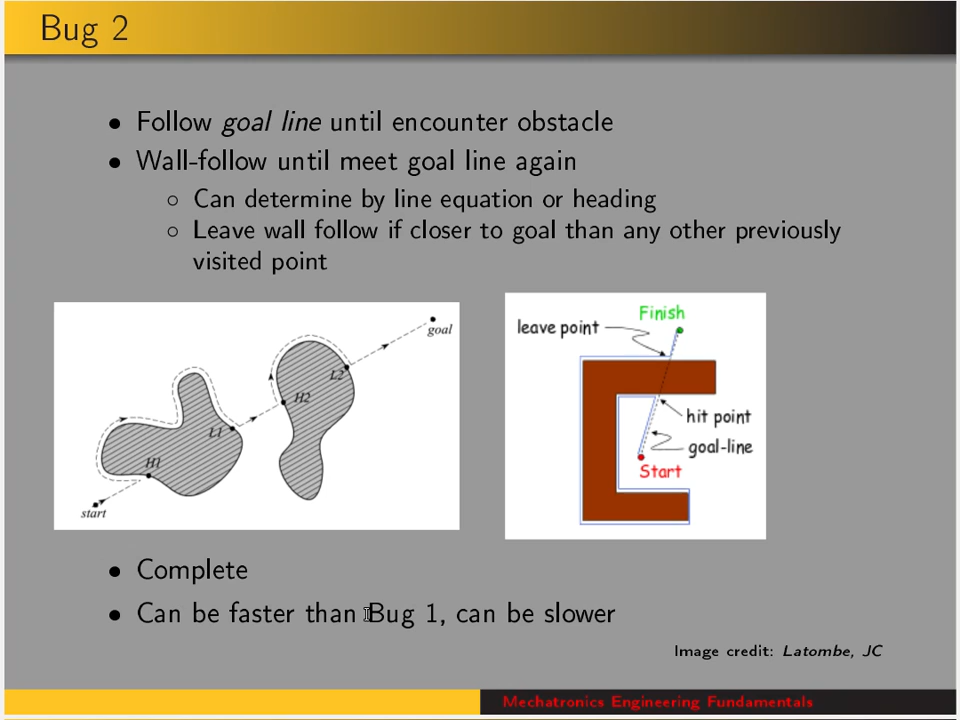 Bug 2
• Follow goal line until encounter obstacle
• Wall-follow until meet goal line again
◦ Can determine by line equation or heading
◦ Leave wall follow if closer to goal than any other previously
visited point
goal
L2
H2
L1
H1
start
Finish
leave point
hit point
goal-line
Start
• Complete
• Can be faster than Bug 1, can be slower
Image credit: Latombe, JC
Mechatronics Engineering Fundamentals